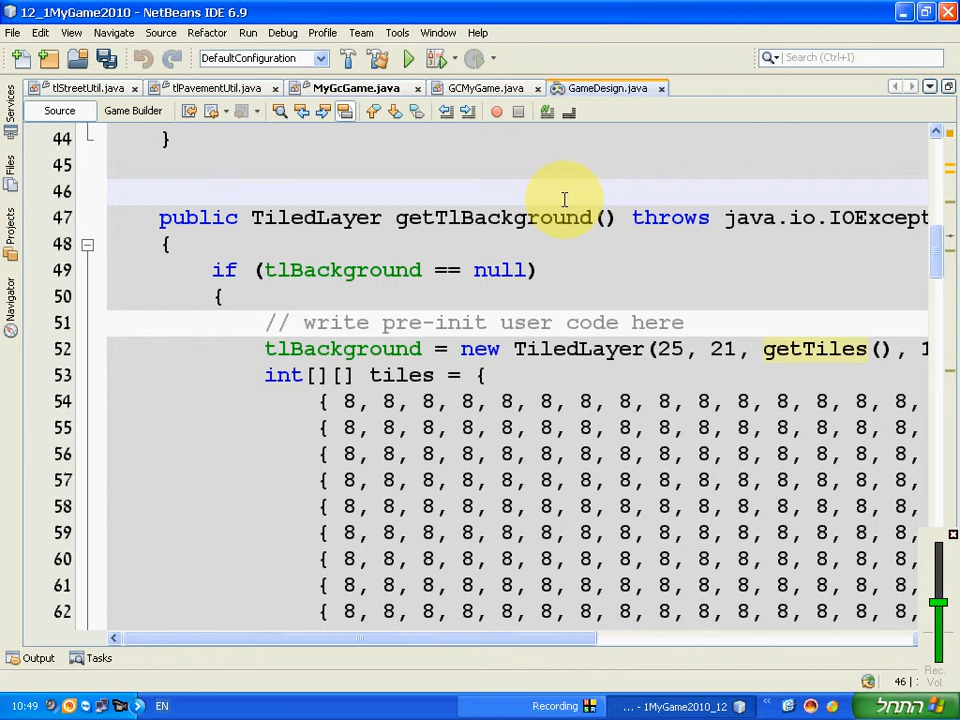 12_1MyGame2010 - NetBeans IDE 6.9
File Edit View Navigate Source Refactor Run Debug Profile Team Tools Window Help
DefaultConfiguration
Search (Ctrl+I)
tlStreetUtil.java tlPavementUtil.java MyGcGame.java GCMyGame.java GameDesign.java
Source Game Builder
Services
Files
Projects
Navigator
44 }
45
46
47 public TiledLayer getTlBackground() throws java.io.IOExcept
48 {
49 if (tlBackground == null)
50 {
51 // write pre-init user code here
52 tlBackground = new TiledLayer(25, 21, getTiles(), 1
53 int[][] tiles = {
54 { 8, 8, 8, 8, 8, 8, 8, 8, 8, 8, 8, 8, 8, 8, 8,
55 { 8, 8, 8, 8, 8, 8, 8, 8, 8, 8, 8, 8, 8, 8, 8,
56 { 8, 8, 8, 8, 8, 8, 8, 8, 8, 8, 8, 8, 8, 8, 8,
57 { 8, 8, 8, 8, 8, 8, 8, 8, 8, 8, 8, 8, 8, 8, 8,
58 { 8, 8, 8, 8, 8, 8, 8, 8, 8, 8, 8, 8, 8, 8, 8,
59 { 8, 8, 8, 8, 8, 8, 8, 8, 8, 8, 8, 8, 8, 8, 8,
60 { 8, 8, 8, 8, 8, 8, 8, 8, 8, 8, 8, 8, 8, 8, 8,
61 { 8, 8, 8, 8, 8, 8, 8, 8, 8, 8, 8, 8, 8, 8, 8,
62 { 8, 8, 8, 8, 8, 8, 8, 8, 8, 8, 8, 8, 8, 8, 8,
Rec.
Vol.
Output Tasks
46
10:49 EN Recording ... - 1MyGame2010_12 התחל